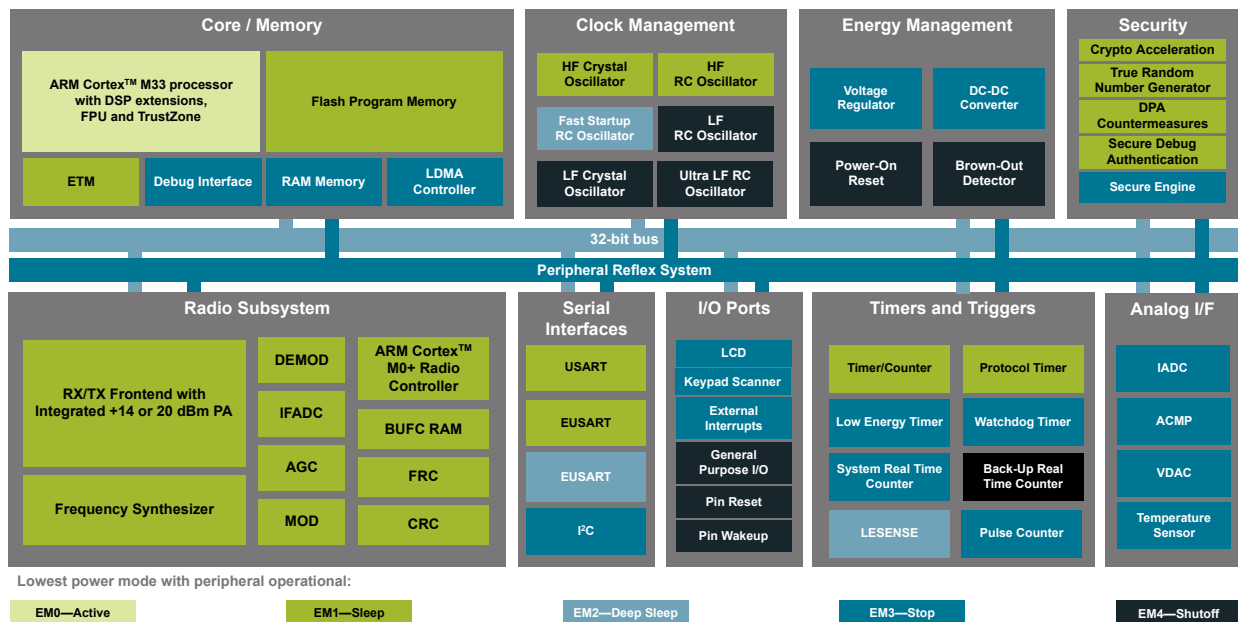 Core / Memory
ARM Cortex™ M33 processor
with DSP extensions,
FPU and TrustZone
Flash Program Memory
ETM
Debug Interface
RAM Memory
LDMA
Controller
Clock Management
HF Crystal
Oscillator
HF
RC Oscillator
Fast Startup
RC Oscillator
LF
RC Oscillator
LF Crystal
Oscillator
Ultra LF RC
Oscillator
Energy Management
Voltage
Regulator
DC-DC
Converter
Power-On
Reset
Brown-Out
Detector
Security
Crypto Acceleration
True Random
Number Generator
DPA
Countermeasures
Secure Debug
Authentication
Secure Engine
32-bit bus
Peripheral Reflex System
Radio Subsystem
RX/TX Frontend with
Integrated +14 or 20 dBm PA
Frequency Synthesizer
DEMOD
IFADC
AGC
MOD
ARM Cortex™
M0+ Radio
Controller
BUFC RAM
FRC
CRC
Serial
Interfaces
USART
EUSART
EUSART
I²C
I/O Ports
LCD
Keypad Scanner
External
Interrupts
General
Purpose I/O
Pin Reset
Pin Wakeup
Timers and Triggers
Timer/Counter
Protocol Timer
Low Energy Timer
Watchdog Timer
System Real Time
Counter
Back-Up Real
Time Counter
LESENSE
Pulse Counter
Analog I/F
IADC
ACMP
VDAC
Temperature
Sensor
Lowest power mode with peripheral operational:
EM0—Active
EM1—Sleep
EM2—Deep Sleep
EM3—Stop
EM4—Shutoff